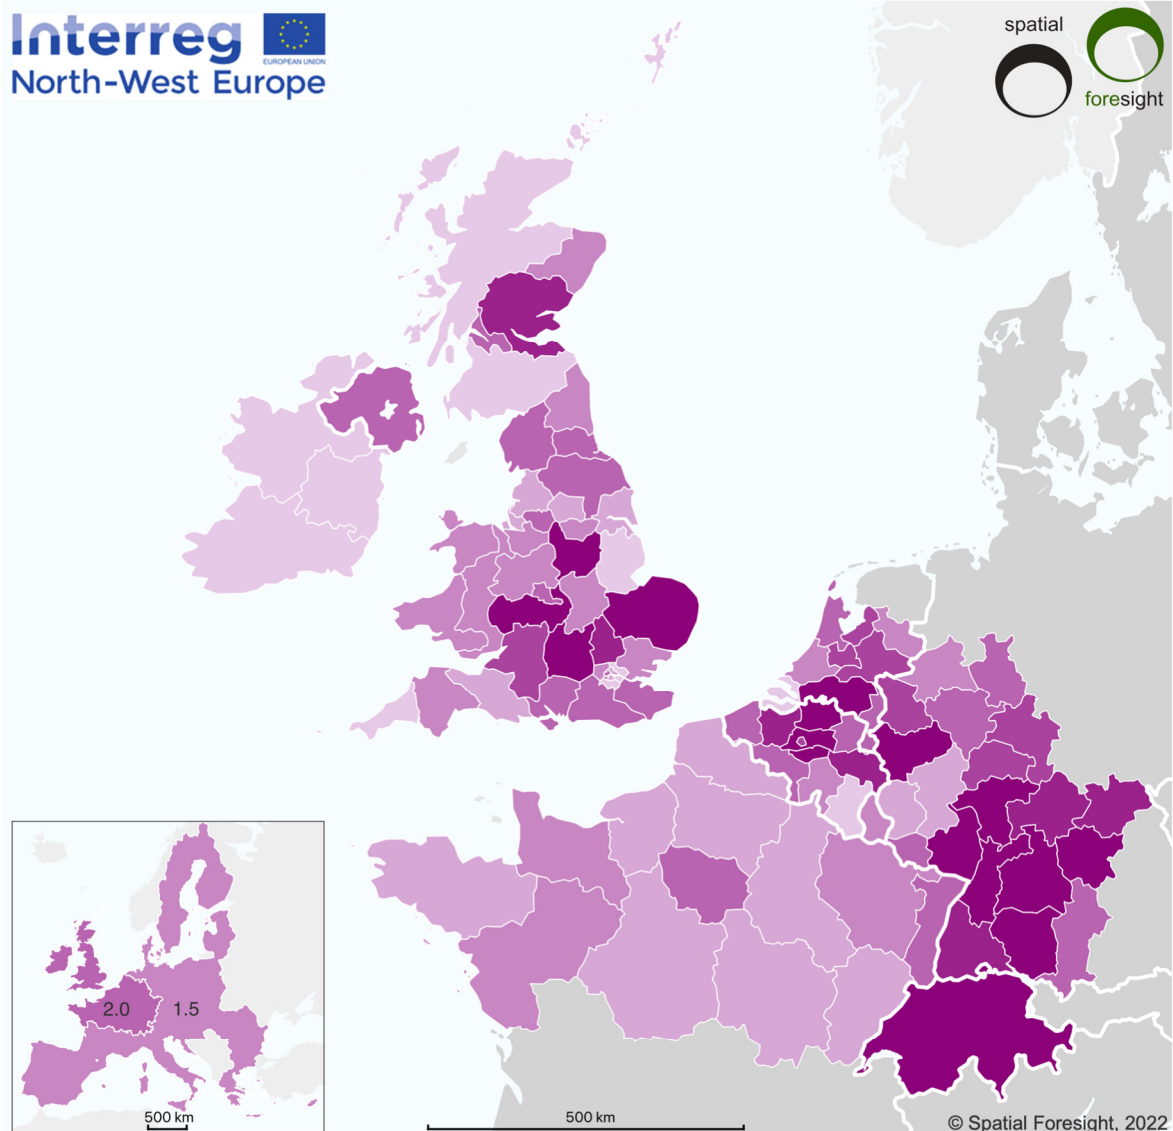 Interreg
EUROPEAN UNION
North-West Europe
spatial
foresight
2.0
1.5
500 km
500 km
© Spatial Foresight, 2022